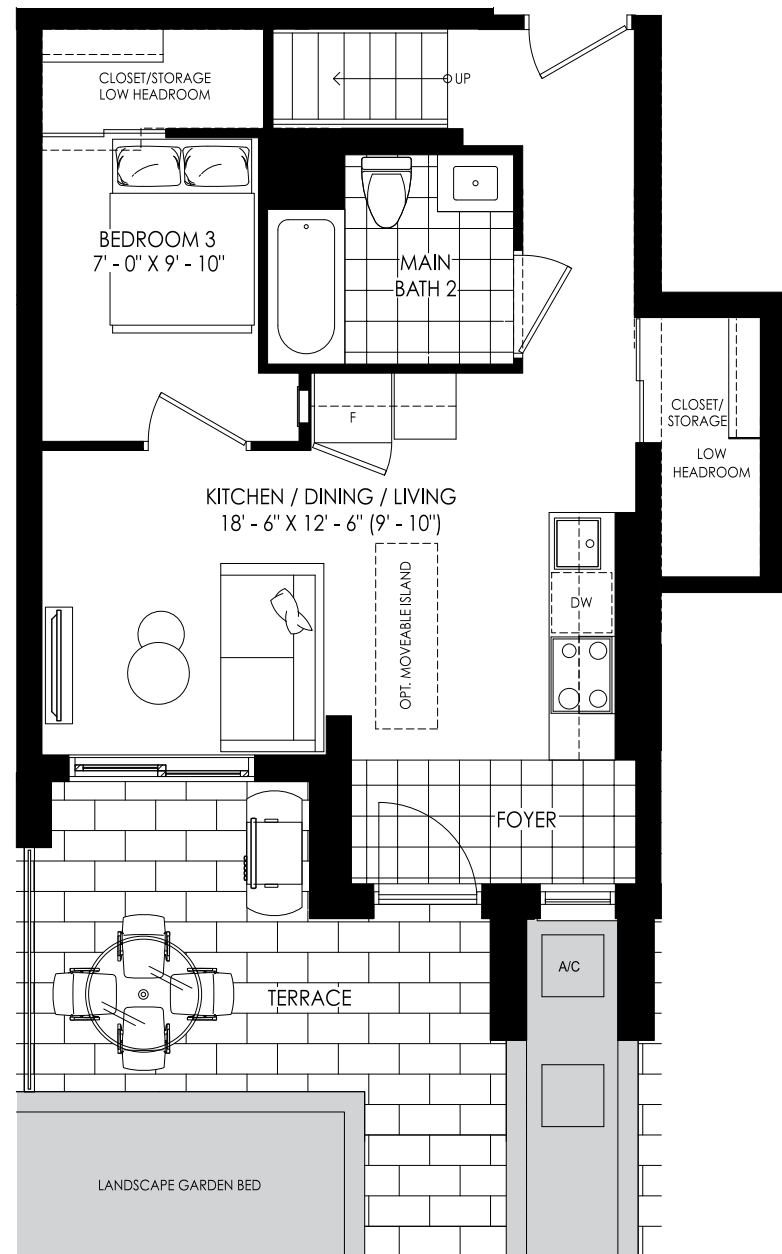 CLOSET/STORAGE
LOW HEADROOM
UP
BEDROOM 3
7' - 0" X 9' - 10"
MAIN
BATH 2
F
CLOSET/
STORAGE
LOW
HEADROOM
KITCHEN / DINING / LIVING
18' - 6" X 12' - 6" (9' - 10")
OPT. MOVEABLE ISLAND
DW
FOYER
A/C
TERRACE
LANDSCAPE GARDEN BED